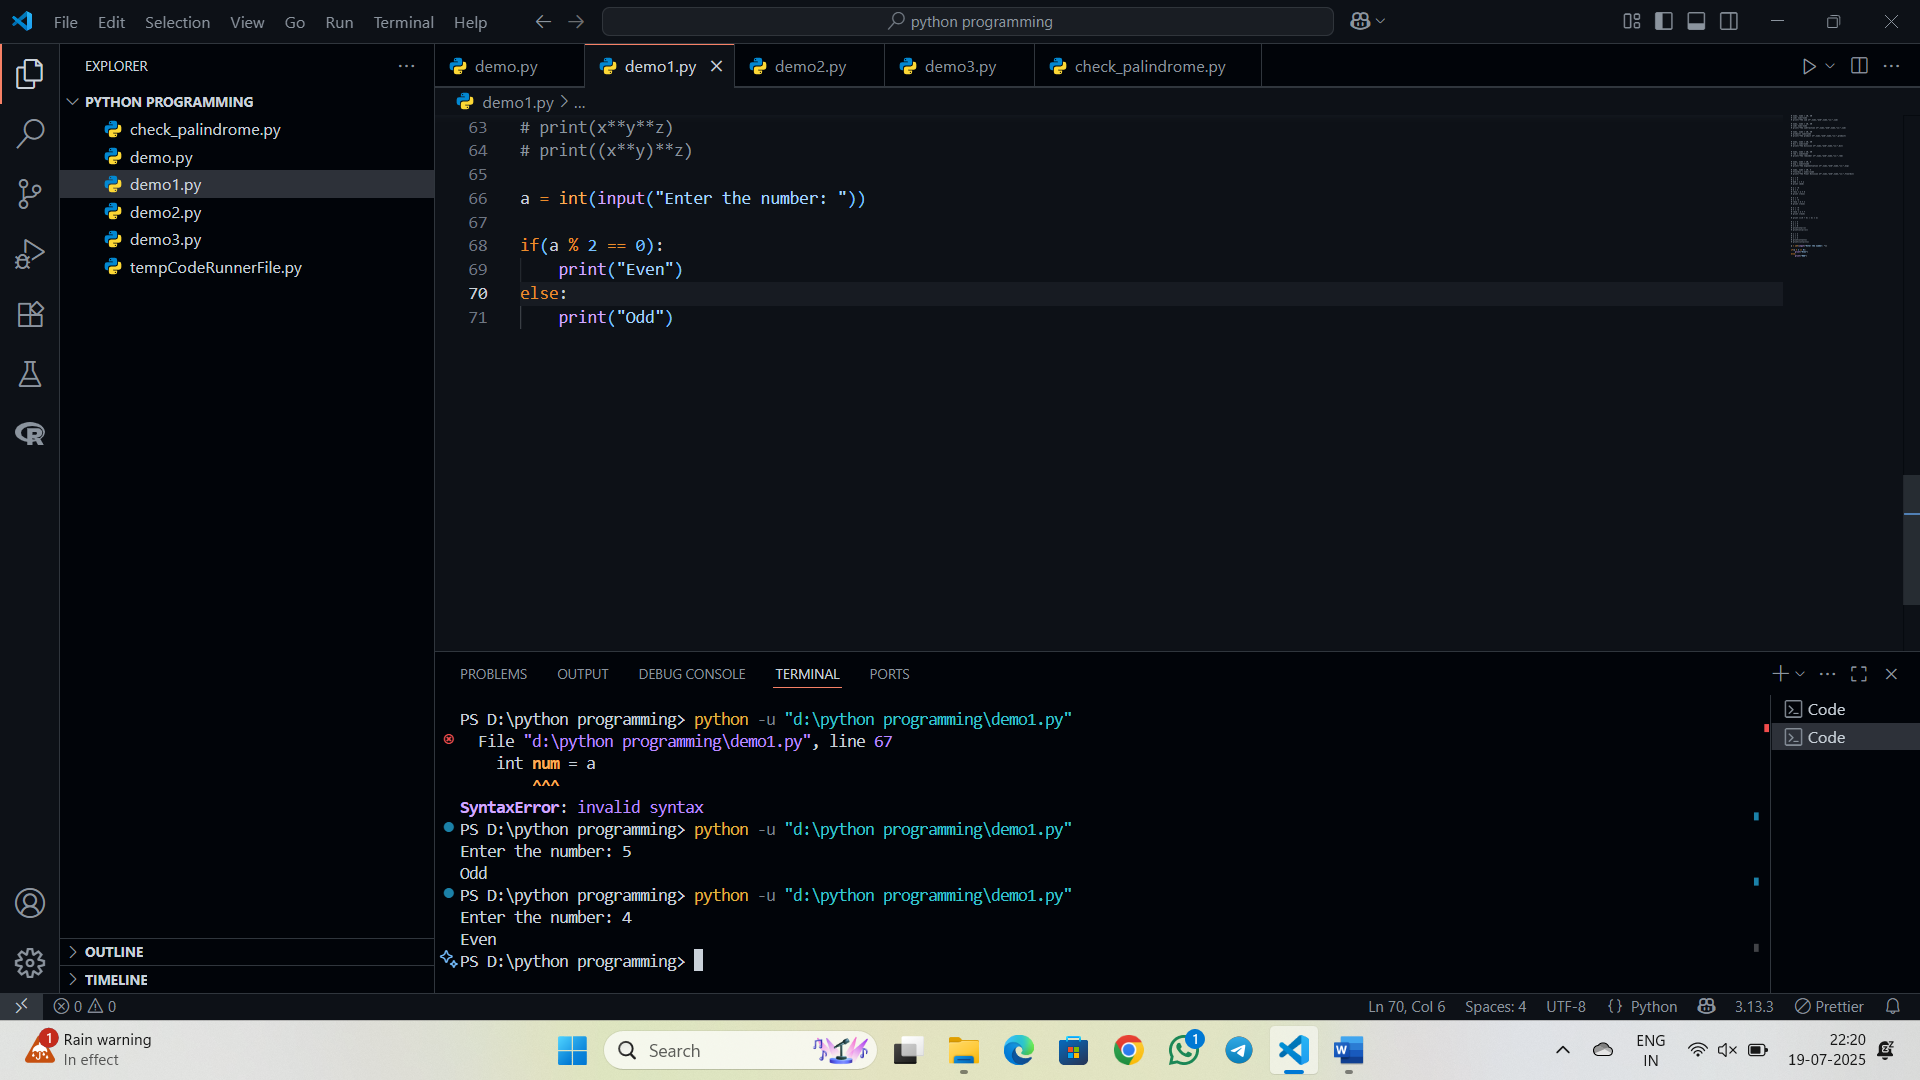 File Edit Selection View Go Run Terminal Help
python programming
EXPLORER
PYTHON PROGRAMMING
check_palindrome.py
demo.py
demo1.py
demo2.py
demo3.py
tempCodeRunnerFile.py
OUTLINE
TIMELINE
demo.py demo1.py demo2.py demo3.py check_palindrome.py
demo1.py > ...
63 # print(x**y**z)
64 # print((x**y)**z)
65
66 a = int(input("Enter the number: "))
67
68 if(a % 2 == 0):
69 print("Even")
70 else:
71 print("Odd")
PROBLEMS OUTPUT DEBUG CONSOLE TERMINAL PORTS
PS D:\python programming> python -u "d:\python programming\demo1.py"
File "d:\python programming\demo1.py", line 67
int num = a
^^^
SyntaxError: invalid syntax
PS D:\python programming> python -u "d:\python programming\demo1.py"
Enter the number: 5
Odd
PS D:\python programming> python -u "d:\python programming\demo1.py"
Enter the number: 4
Even
PS D:\python programming>
Code
Code
0 0
Ln 70, Col 6 Spaces: 4 UTF-8 {} Python 3.13.3 Prettier
1
Rain warning
In effect
Search
1
ENG
IN
22:20
19-07-2025